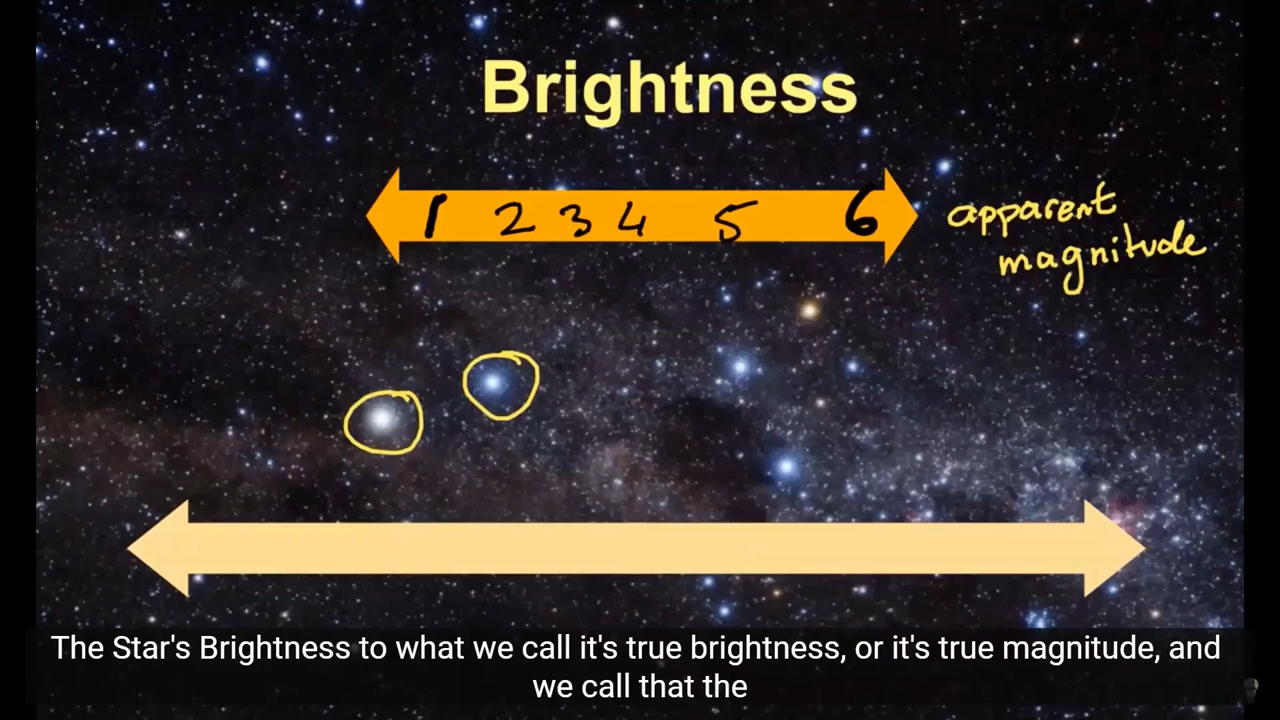 Brightness
1 2 3 4 5 6
apparent
magnitude
The Star's Brightness to what we call it's true brightness, or it's true magnitude, and
we call that the